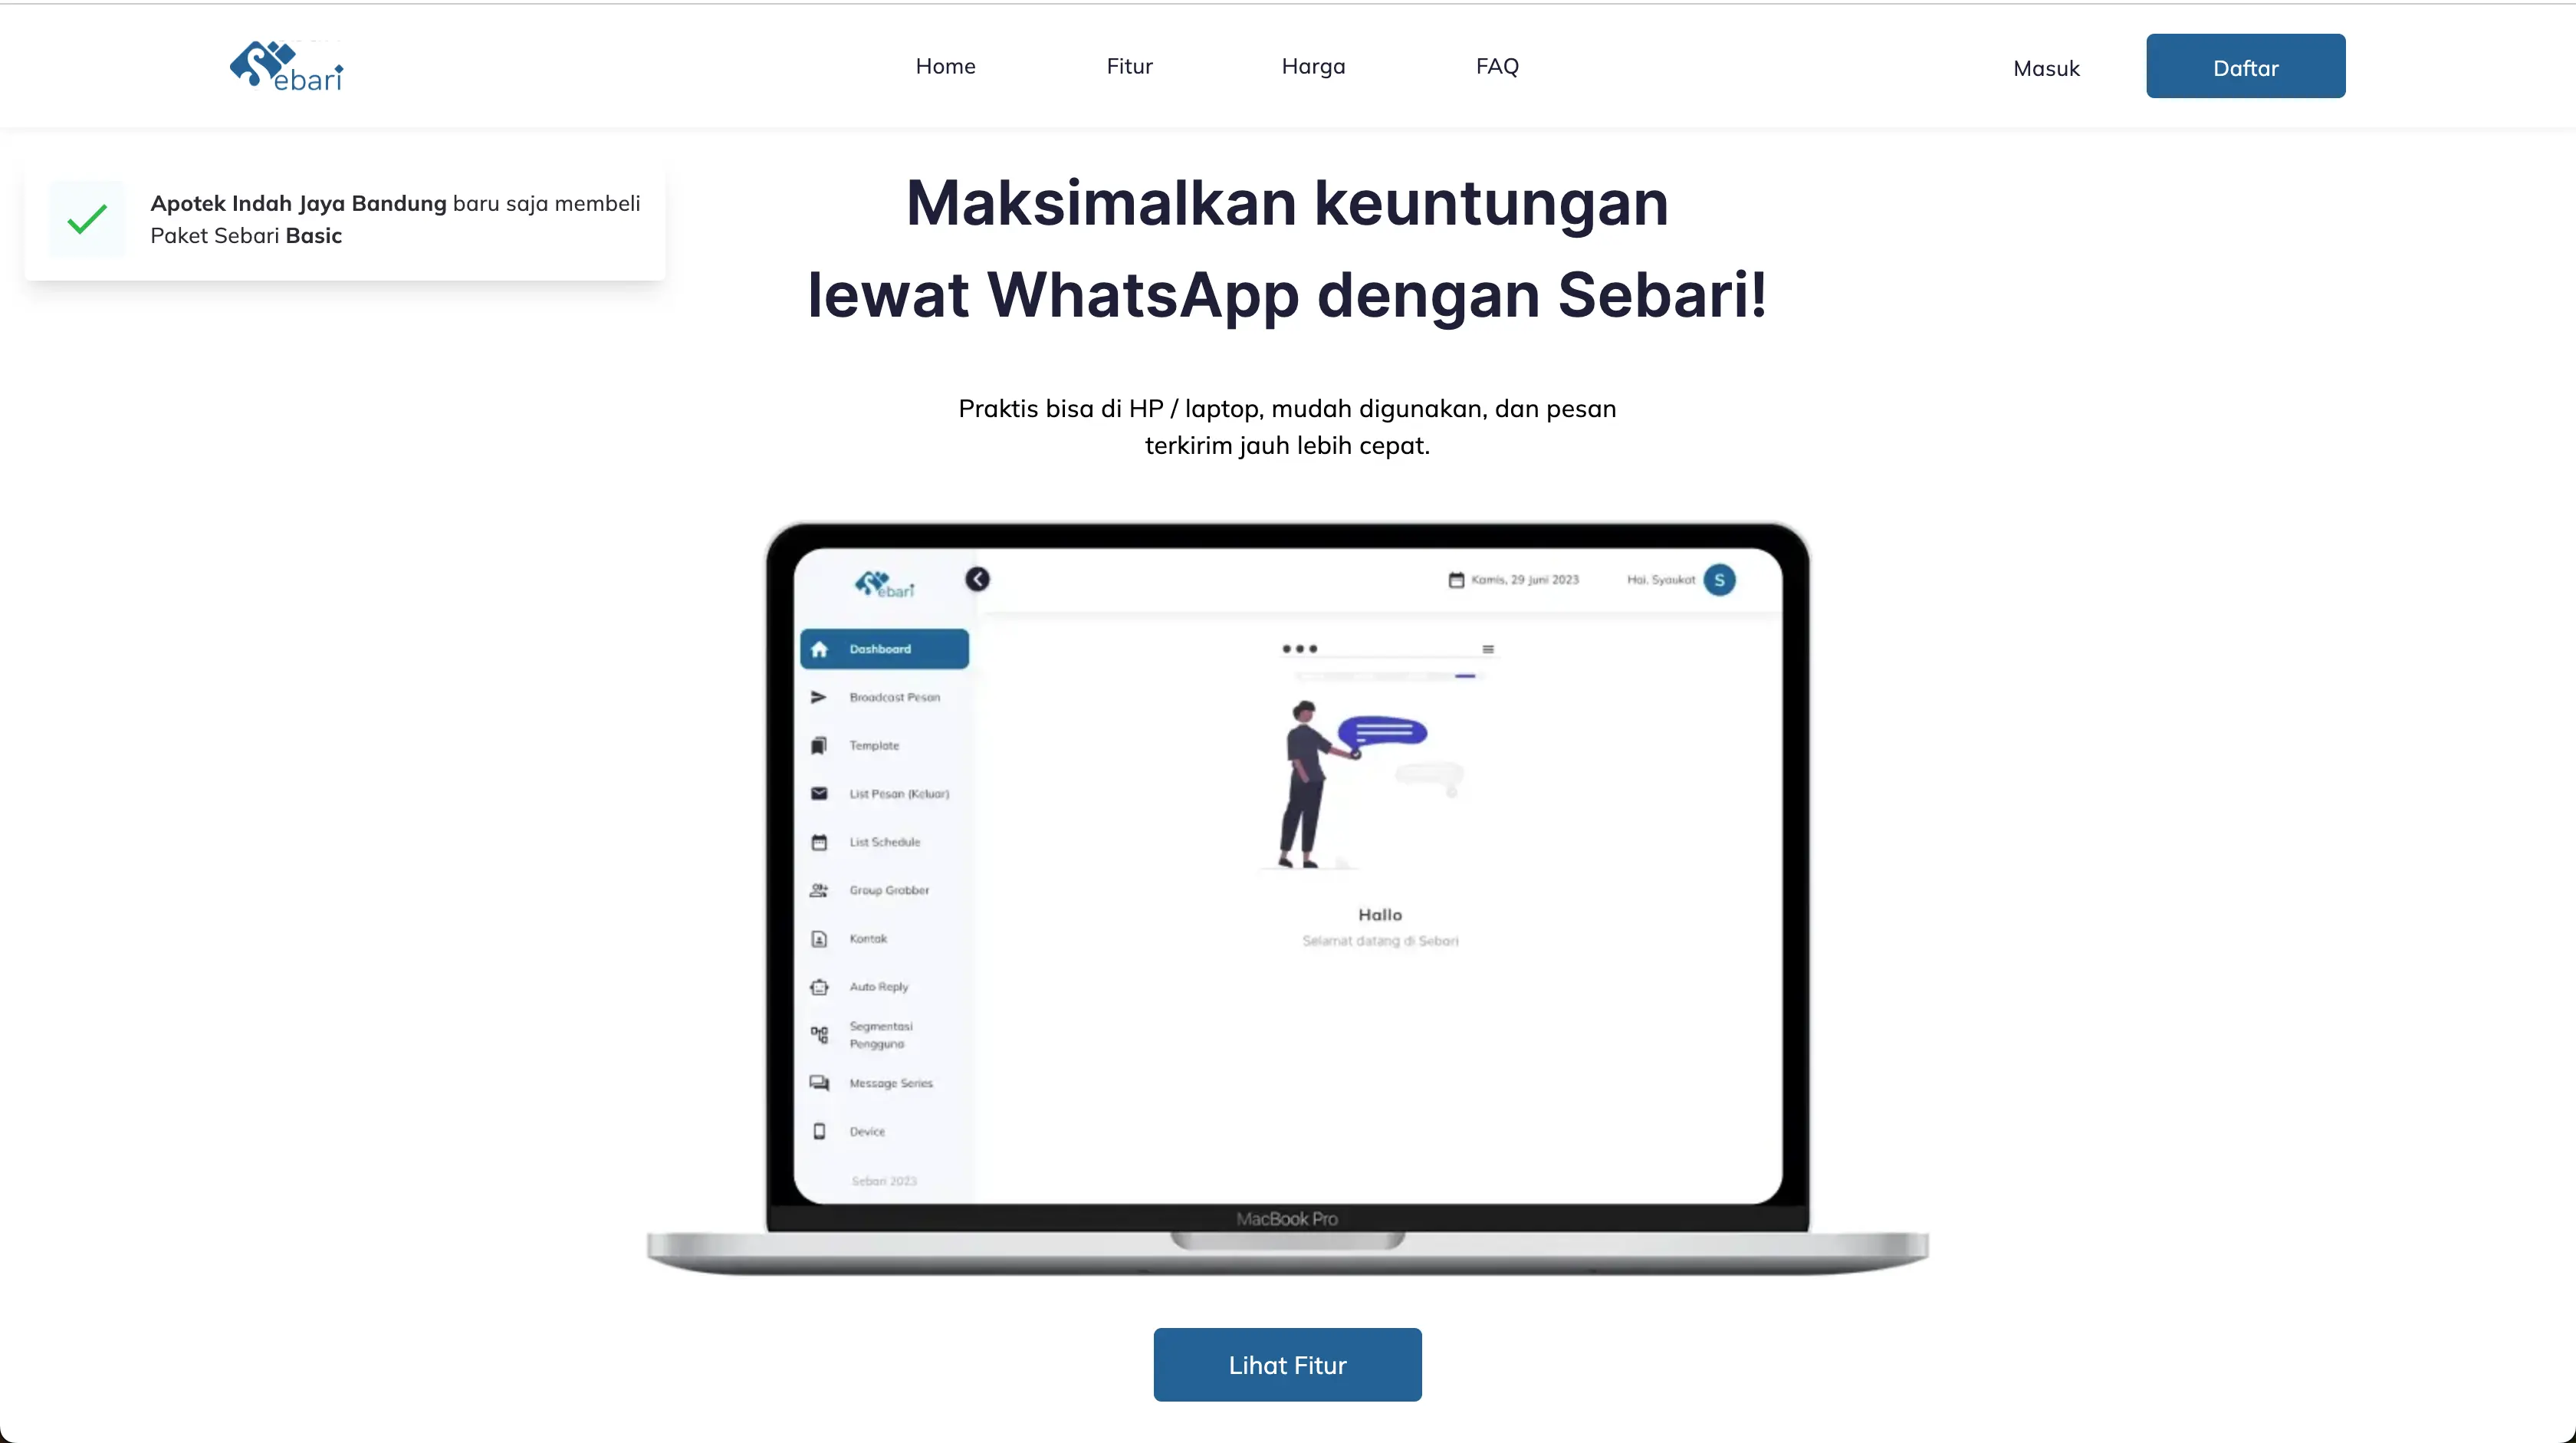 Sebari
Home
Fitur
Harga
FAQ
Masuk
Daftar
Apotek Indah Jaya Bandung baru saja membeli
Paket Sebari Basic
Maksimalkan keuntungan
lewat WhatsApp dengan Sebari!
Praktis bisa di HP / laptop, mudah digunakan, dan pesan
terkirim jauh lebih cepat.
Sebari
Kamis, 29 Juni 2023
Hai, Syaukat
S
Dashboard
Broadcast Pesan
Template
List Pesan (Keluar)
List Schedule
Group Grabber
Kontak
Auto Reply
Segmentasi
Pengguna
Message Series
Device
Sebari 2023
Hallo
Selamat datang di Sebari
MacBook Pro
Lihat Fitur